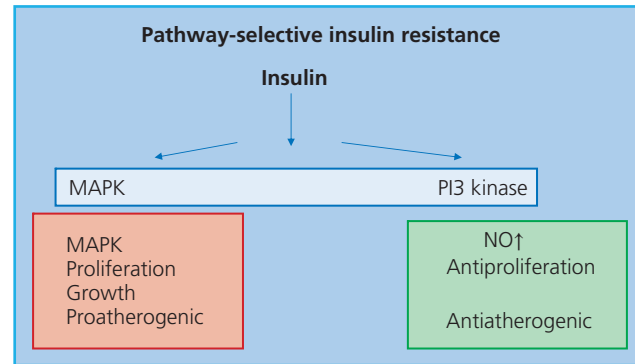 Pathway-selective insulin resistance
Insulin
MAPK PI3 kinase
MAPK
Proliferation
Growth
Proatherogenic
NO↑
Antiproliferation
Antiatherogenic